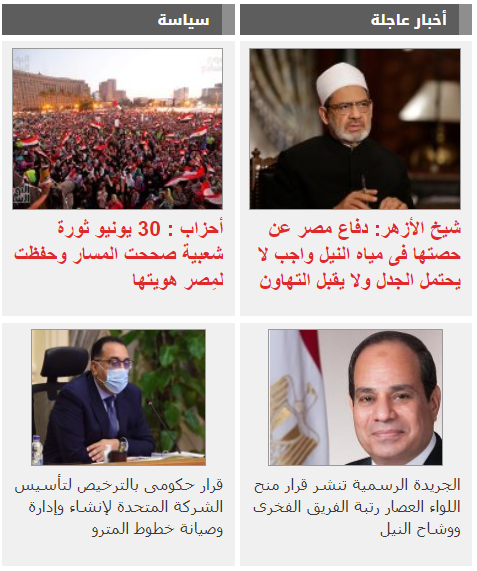 أخبار عاجلة
شيخ الأزهر: دفاع مصر عن
حصتها فى مياه النيل واجب لا
يحتمل الجدل ولا يقبل التهاون
الجريدة الرسمية تنشر قرار منح
اللواء العصار رتبة الفريق الفخرى
ووشاح النيل
سياسة
أحزاب : 30 يونيو ثورة
شعبية صححت المسار وحفظت
لمِصر هويتها
قرار حكومى بالترخيص لتأسيس
الشركة المتحدة لإنشاء وإدارة
وصيانة خطوط المترو